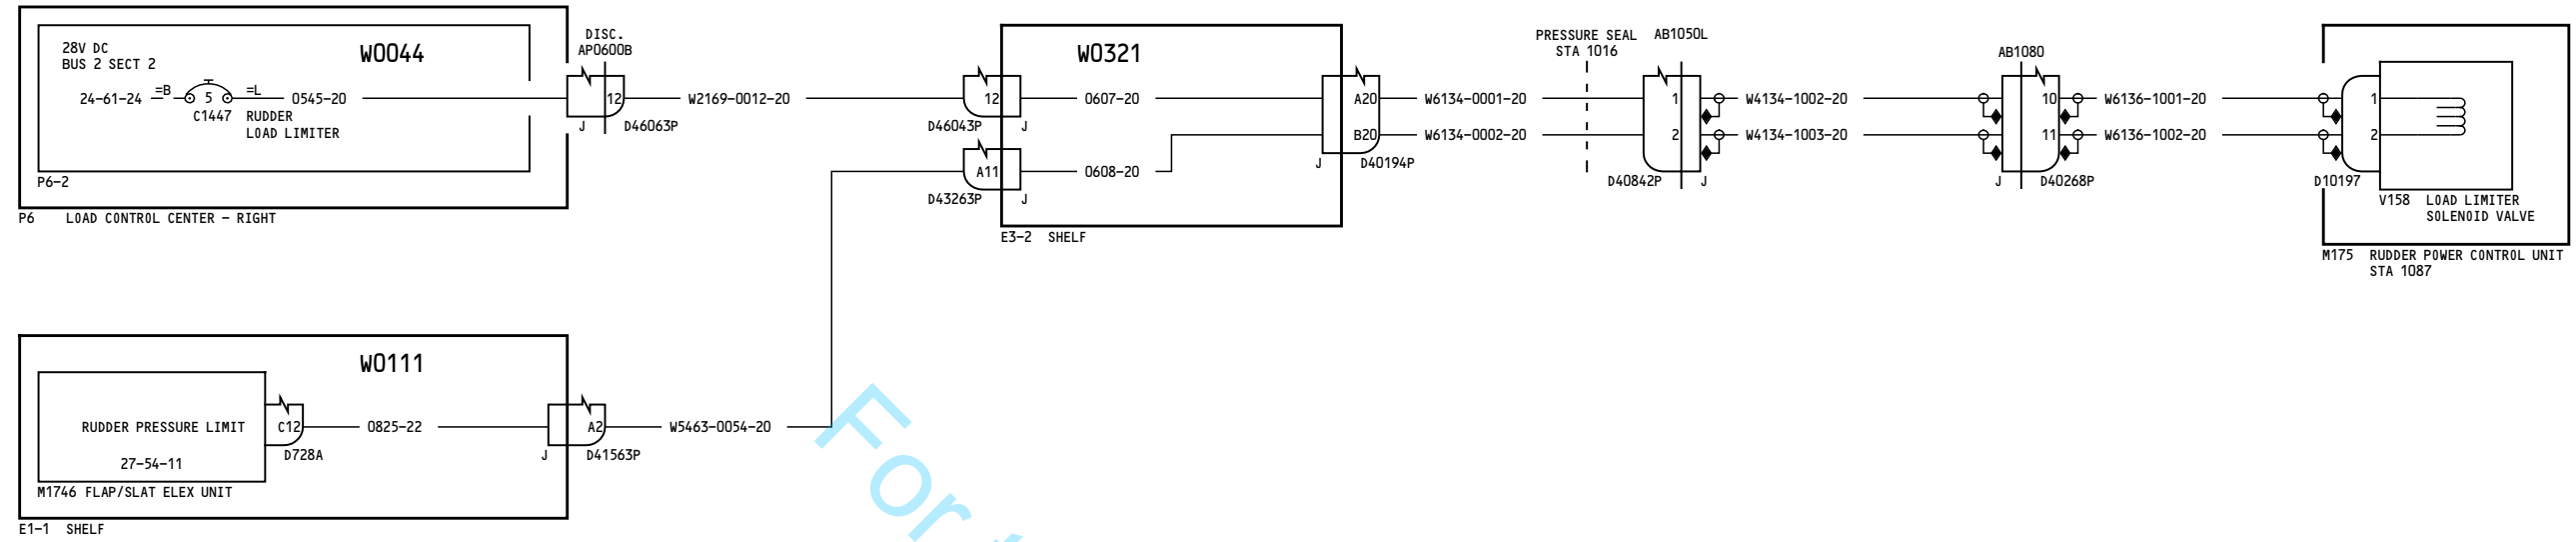 28V DC
BUS 2 SECT 2
W0044
24-61-24
=B
5
=L
0545-20
C1447
RUDDER
LOAD LIMITER
P6-2
P6 LOAD CONTROL CENTER - RIGHT
DISC.
AP0600B
12
J
D46063P
W2169-0012-20
W0321
12
D46043P
J
0607-20
A11
D43263P
J
0608-20
A20
B20
J
D40194P
E3-2 SHELF
W6134-0001-20
W6134-0002-20
PRESSURE SEAL
STA 1016
AB1050L
1
2
D40842P
J
W4134-1002-20
W4134-1003-20
AB1080
10
11
J
D40268P
W6136-1001-20
W6136-1002-20
1
2
D10197
V158 LOAD LIMITER
SOLENOID VALVE
M175 RUDDER POWER CONTROL UNIT
STA 1087
W0111
RUDDER PRESSURE LIMIT
27-54-11
C12
D728A
0825-22
A2
J
D41563P
W5463-0054-20
M1746 FLAP/SLAT ELEX UNIT
E1-1 SHELF
For